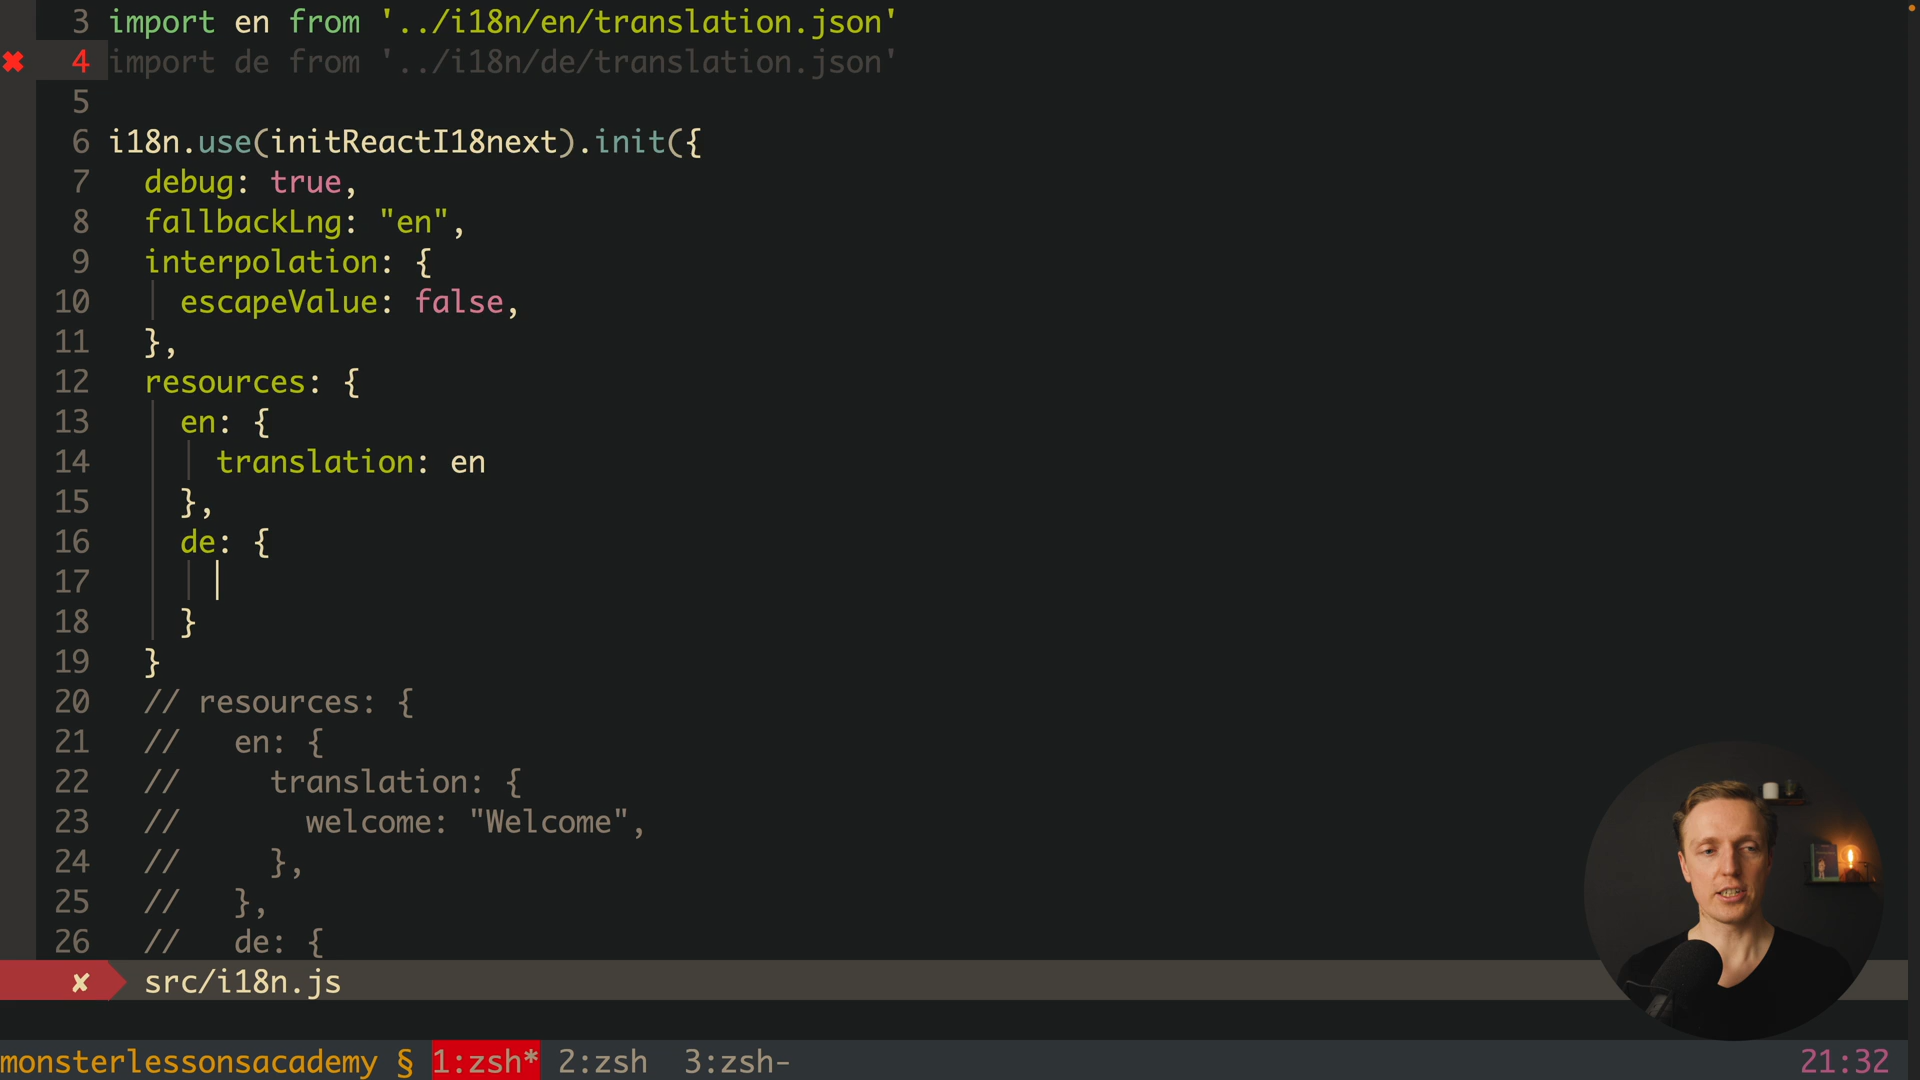 3 import en from '../i18n/en/translation.json'
✖ 4 import de from '../i18n/de/translation.json'
5
6 i18n.use(initReactI18next).init({
7 debug: true,
8 fallbackLng: "en",
9 interpolation: {
10 escapeValue: false,
11 },
12 resources: {
13 en: {
14 translation: en
15 },
16 de: {
17
18 }
19 }
20 // resources: {
21 // en: {
22 // translation: {
23 // welcome: "Welcome",
24 // },
25 // },
26 // de: {
✘ src/i18n.js
monsterlessonsacademy § 1:zsh* 2:zsh 3:zsh- 21:32